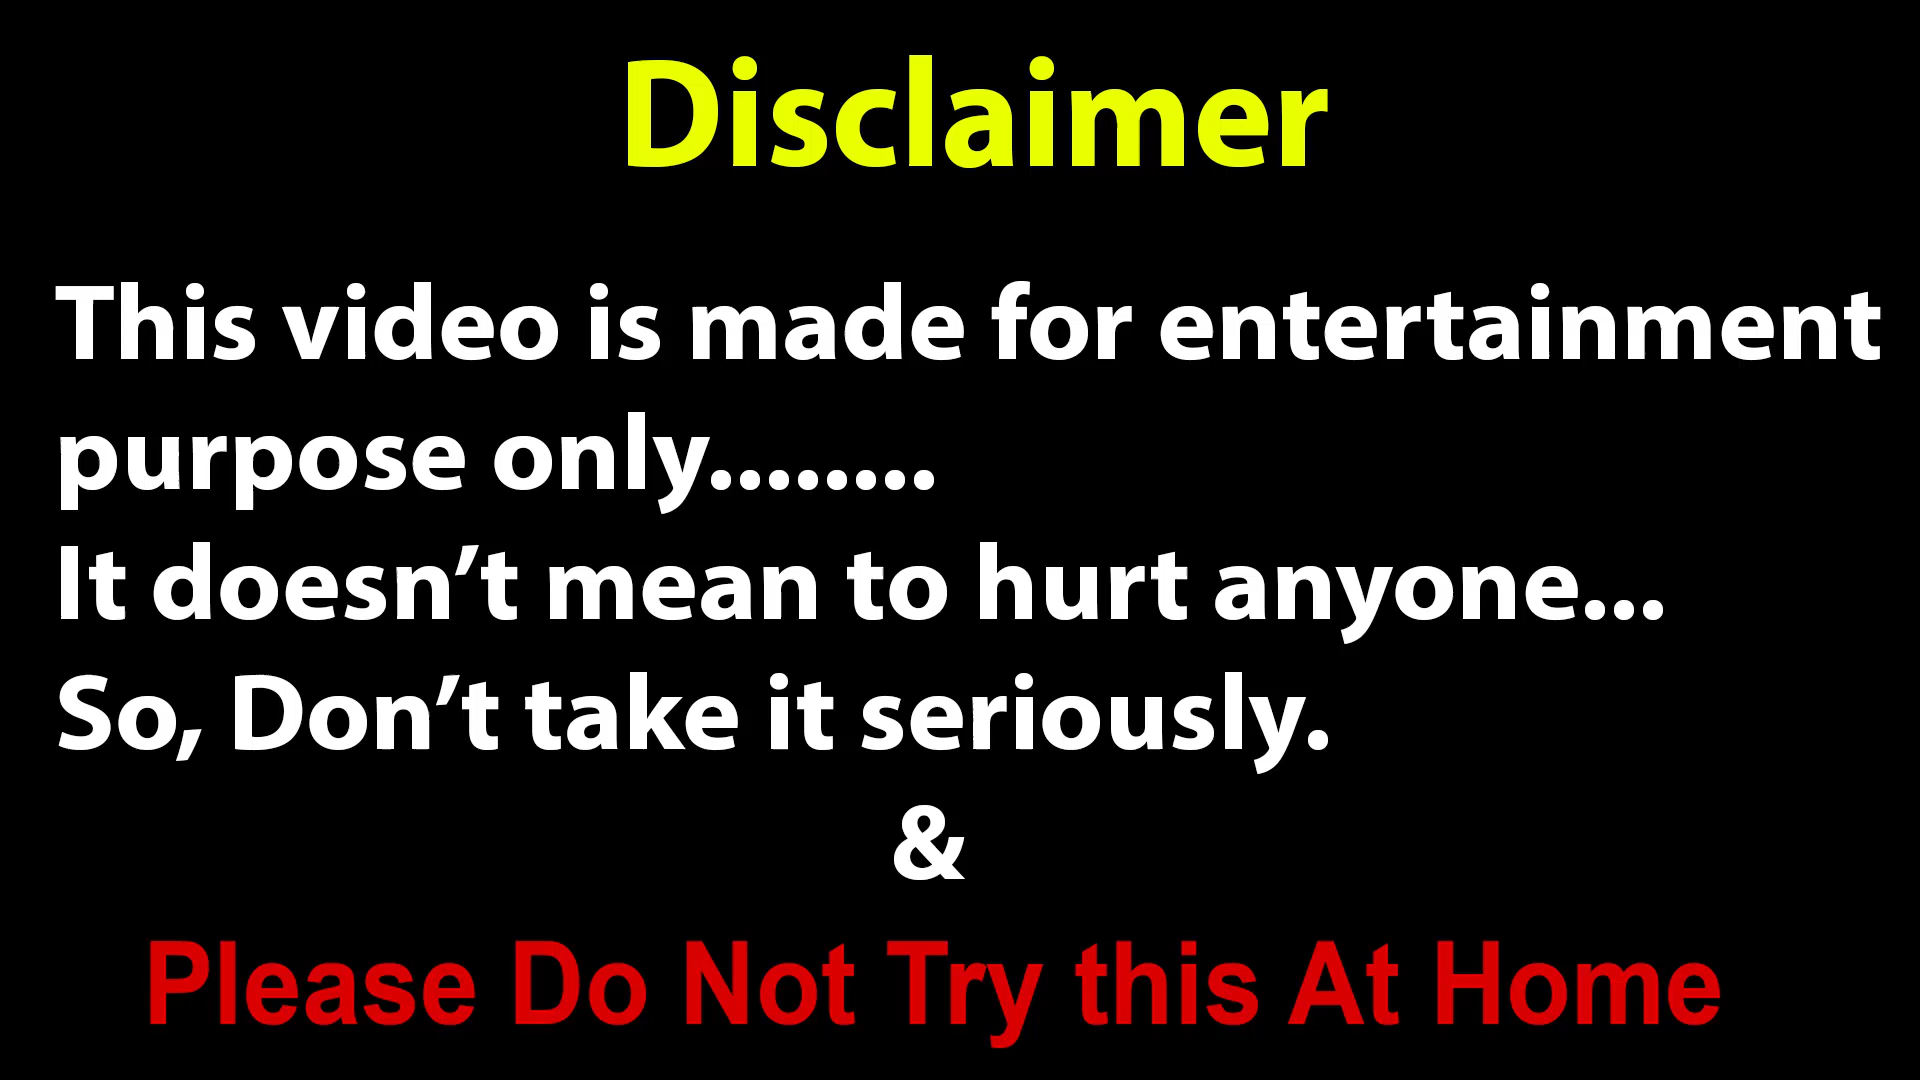 Disclaimer
This video is made for entertainment
purpose only........
It doesn’t mean to hurt anyone...
So, Don’t take it seriously.
&
Please Do Not Try this At Home